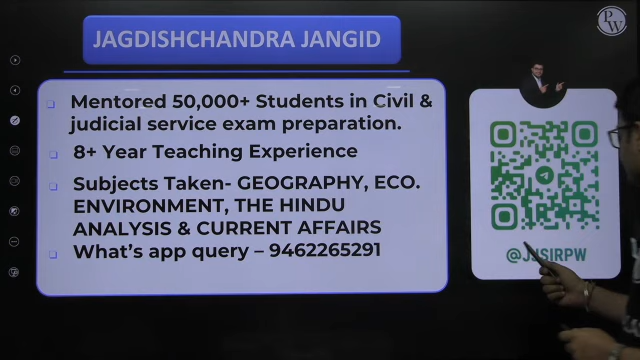 JAGDISHCHANDRA JANGID
PW
Mentored 50,000+ Students in Civil &
judicial service exam preparation.
8+ Year Teaching Experience
Subjects Taken- GEOGRAPHY, ECO.
ENVIRONMENT, THE HINDU
ANALYSIS & CURRENT AFFAIRS
What's app query – 9462265291
@JJSIRPW